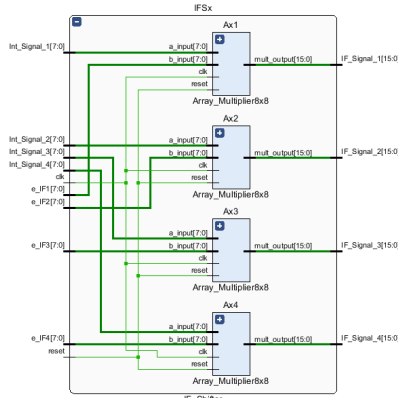 IFSx
Ax1
Int_Signal_1[7:0]
a_input[7:0]
b_input[7:0]
mult_output[15:0]
IF_Signal_1[15:0]
clk
reset
Array_Multiplier8x8
Ax2
Int_Signal_2[7:0]
a_input[7:0]
Int_Signal_3[7:0]
b_input[7:0]
mult_output[15:0]
IF_Signal_2[15:0]
Int_Signal_4[7:0]
clk
clk
reset
e_IF1[7:0]
Array_Multiplier8x8
e_IF2[7:0]
Ax3
a_input[7:0]
e_IF3[7:0]
b_input[7:0]
mult_output[15:0]
IF_Signal_3[15:0]
clk
reset
Array_Multiplier8x8
Ax4
a_input[7:0]
e_IF4[7:0]
b_input[7:0]
mult_output[15:0]
IF_Signal_4[15:0]
reset
clk
reset
Array_Multiplier8x8